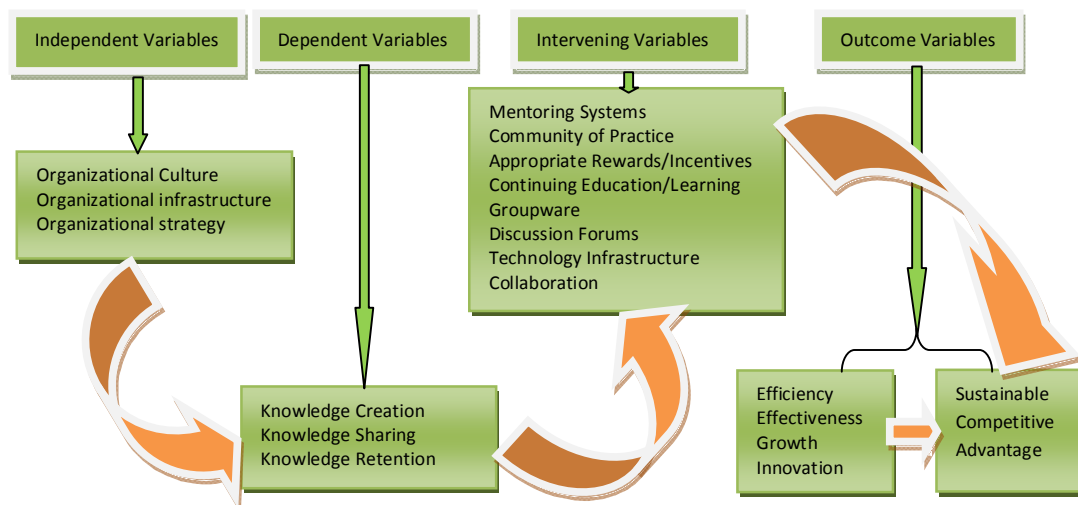 Independent Variables
Dependent Variables
Intervening Variables
Outcome Variables
Mentoring Systems
Community of Practice
Appropriate Rewards/Incentives
Continuing Education/Learning
Groupware
Discussion Forums
Technology Infrastructure
Collaboration
Organizational Culture
Organizational infrastructure
Organizational strategy
Knowledge Creation
Knowledge Sharing
Knowledge Retention
Efficiency
Effectiveness
Growth
Innovation
Sustainable
Competitive
Advantage